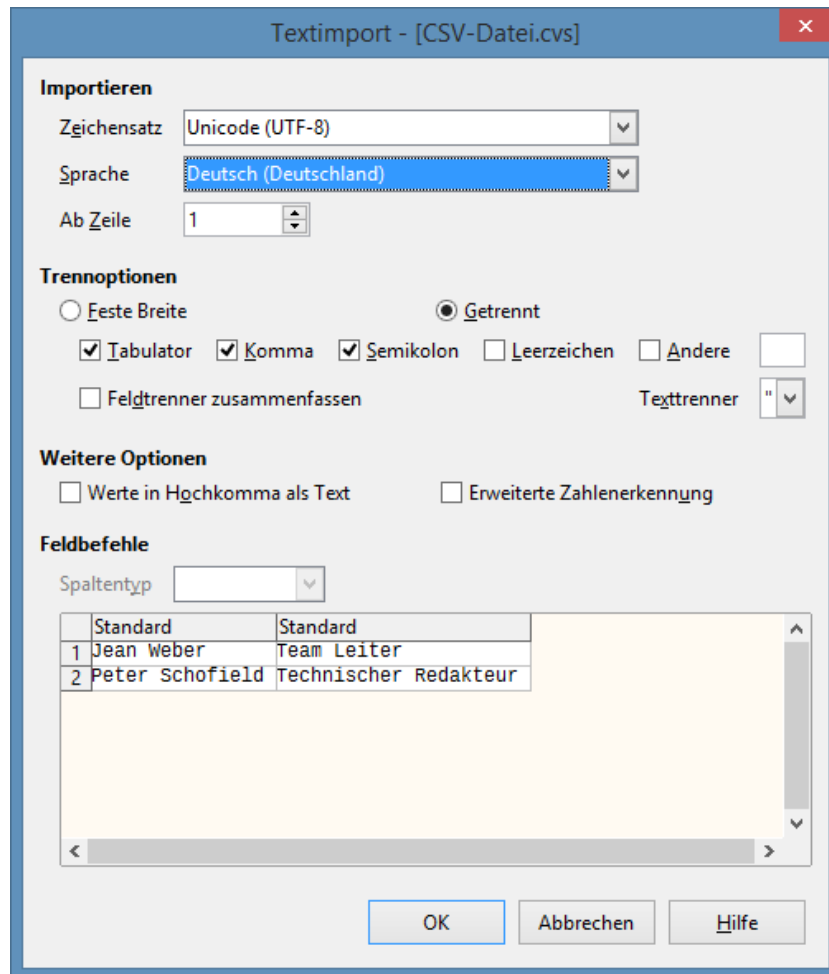 Textimport - [CSV-Datei.cvs]
Importieren
Zeichensatz Unicode (UTF-8)
Sprache Deutsch (Deutschland)
Ab Zeile 1
Trennoptionen
Feste Breite Getrennt
Tabulator Komma Semikolon Leerzeichen Andere
Feldtrenner zusammenfassen Texttrenner "
Weitere Optionen
Werte in Hochkomma als Text Erweiterte Zahlenerkennung
Feldbefehle
Spaltentyp
Standard Standard
1 Jean Weber Team Leiter
2 Peter Schofield Technischer Redakteur
OK Abbrechen Hilfe